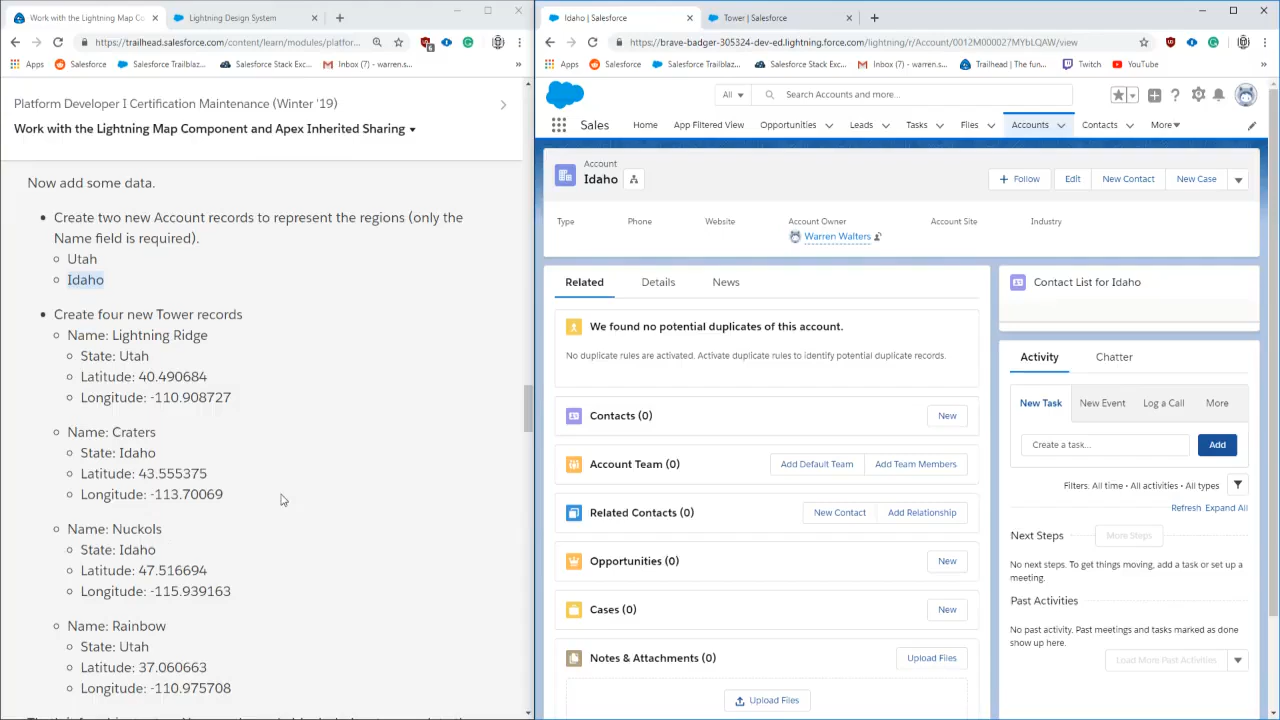 Work with the Lightning Map Co
Lightning Design System
https://trailhead.salesforce.com/content/learn/modules/platfor...
Apps
Salesforce
Salesforce Trailblaz...
Salesforce Stack Exc...
Inbox (7) - warren.s...
»
Platform Developer I Certification Maintenance (Winter '19)
Work with the Lightning Map Component and Apex Inherited Sharing
Now add some data.
• Create two new Account records to represent the regions (only the
Name field is required).
Utah
Idaho
• Create four new Tower records
Name: Lightning Ridge
State: Utah
Latitude: 40.490684
Longitude: -110.908727
Name: Craters
State: Idaho
Latitude: 43.555375
Longitude: -113.70069
Name: Nuckols
State: Idaho
Latitude: 47.516694
Longitude: -115.939163
Name: Rainbow
State: Utah
Latitude: 37.060663
Longitude: -110.975708
Idaho | Salesforce
Tower | Salesforce
https://brave-badger-305324-dev-ed.lightning.force.com/lightning/r/Account/0012M000027MYbLQAW/view
Apps
Salesforce
Salesforce Trailblaz...
Salesforce Stack Exc...
Inbox (7) - warren.s...
Trailhead | The fun...
Twitch
YouTube
»
All
Search Accounts and more...
Sales
Home
App Filtered View
Opportunities
Leads
Tasks
Files
Accounts
Contacts
More
Account
Idaho
Follow
Edit
New Contact
New Case
Type
Phone
Website
Account Owner
Account Site
Industry
Warren Walters
Related
Details
News
We found no potential duplicates of this account.
No duplicate rules are activated. Activate duplicate rules to identify potential duplicate records.
Contacts (0)
New
Account Team (0)
Add Default Team
Add Team Members
Related Contacts (0)
New Contact
Add Relationship
Opportunities (0)
New
Cases (0)
New
Notes & Attachments (0)
Upload Files
Upload Files
Contact List for Idaho
Activity
Chatter
New Task
New Event
Log a Call
More
Create a task...
Add
Filters: All time • All activities • All types
Refresh
Expand All
Next Steps
More Steps
No next steps. To get things moving, add a task or set up a
meeting.
Past Activities
No past activity. Past meetings and tasks marked as done
show up here.
Load More Past Activities